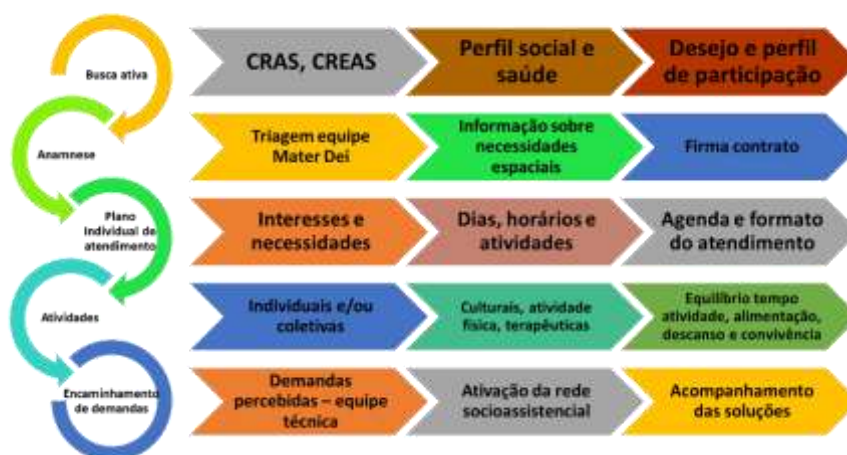 Busca ativa
CRAS, CREAS
Perfil social e
saúde
Desejo e perfil
de participação
Anamnese
Triagem equipe
Mater Dei
Informação sobre
necessidades
espaciais
Firma contrato
Plano
Individual de
atendimento
Interesses e
necessidades
Dias, horários e
atividades
Agenda e formato
do atendimento
Atividades
Individuais e/ou
coletivas
Culturais, atividade
física, terapêuticas
Equilíbrio tempo
atividade, alimentação,
descanso e convivência
Encaminhamento
de demandas
Demandas
percebidas – equipe
técnica
Ativação da rede
socioassistencial
Acompanhamento
das soluções